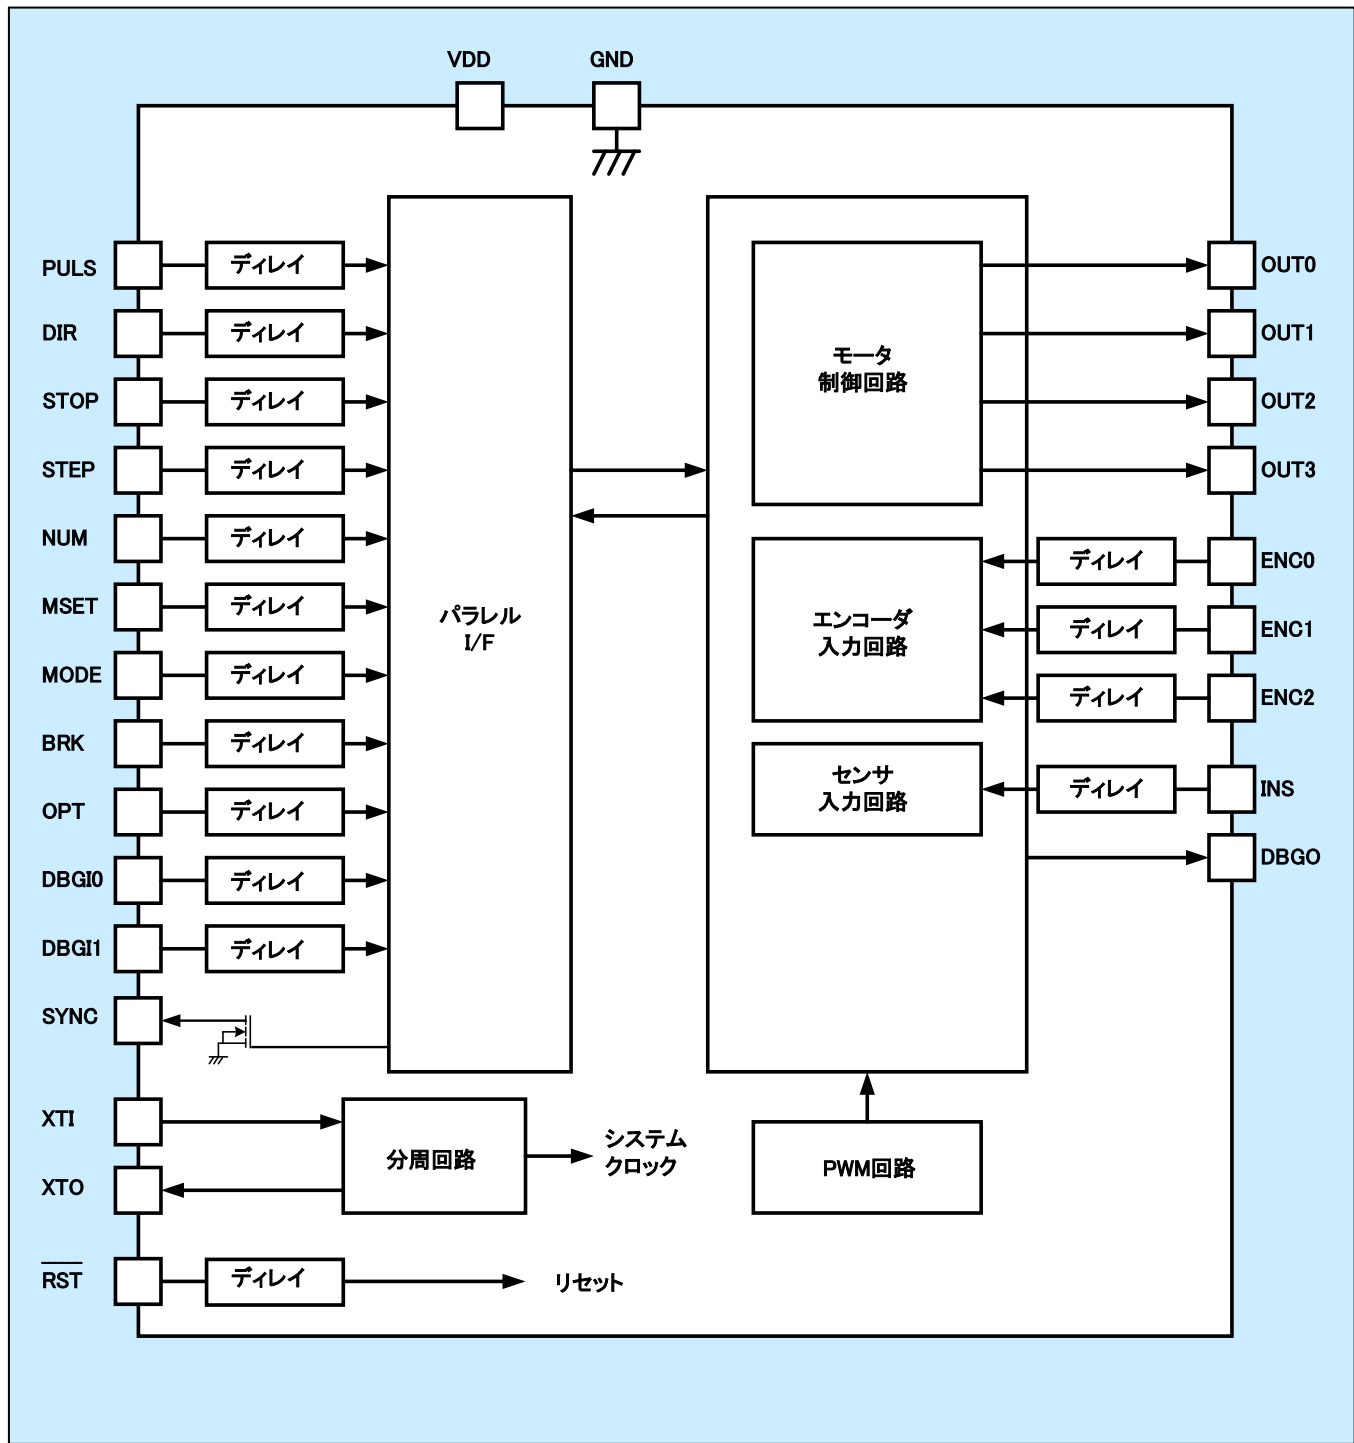 VDD
GND
PULS
ディレイ
DIR
ディレイ
STOP
ディレイ
STEP
ディレイ
NUM
ディレイ
MSET
ディレイ
MODE
ディレイ
BRK
ディレイ
OPT
ディレイ
DBGI0
ディレイ
DBGI1
ディレイ
SYNC
パラレル
I/F
モータ
制御回路
エンコーダ
入力回路
センサ
入力回路
OUT0
OUT1
OUT2
OUT3
ディレイ
ENC0
ディレイ
ENC1
ディレイ
ENC2
ディレイ
INS
DBGO
XTI
XTO
分周回路
システム
クロック
PWM回路
RST
ディレイ
リセット